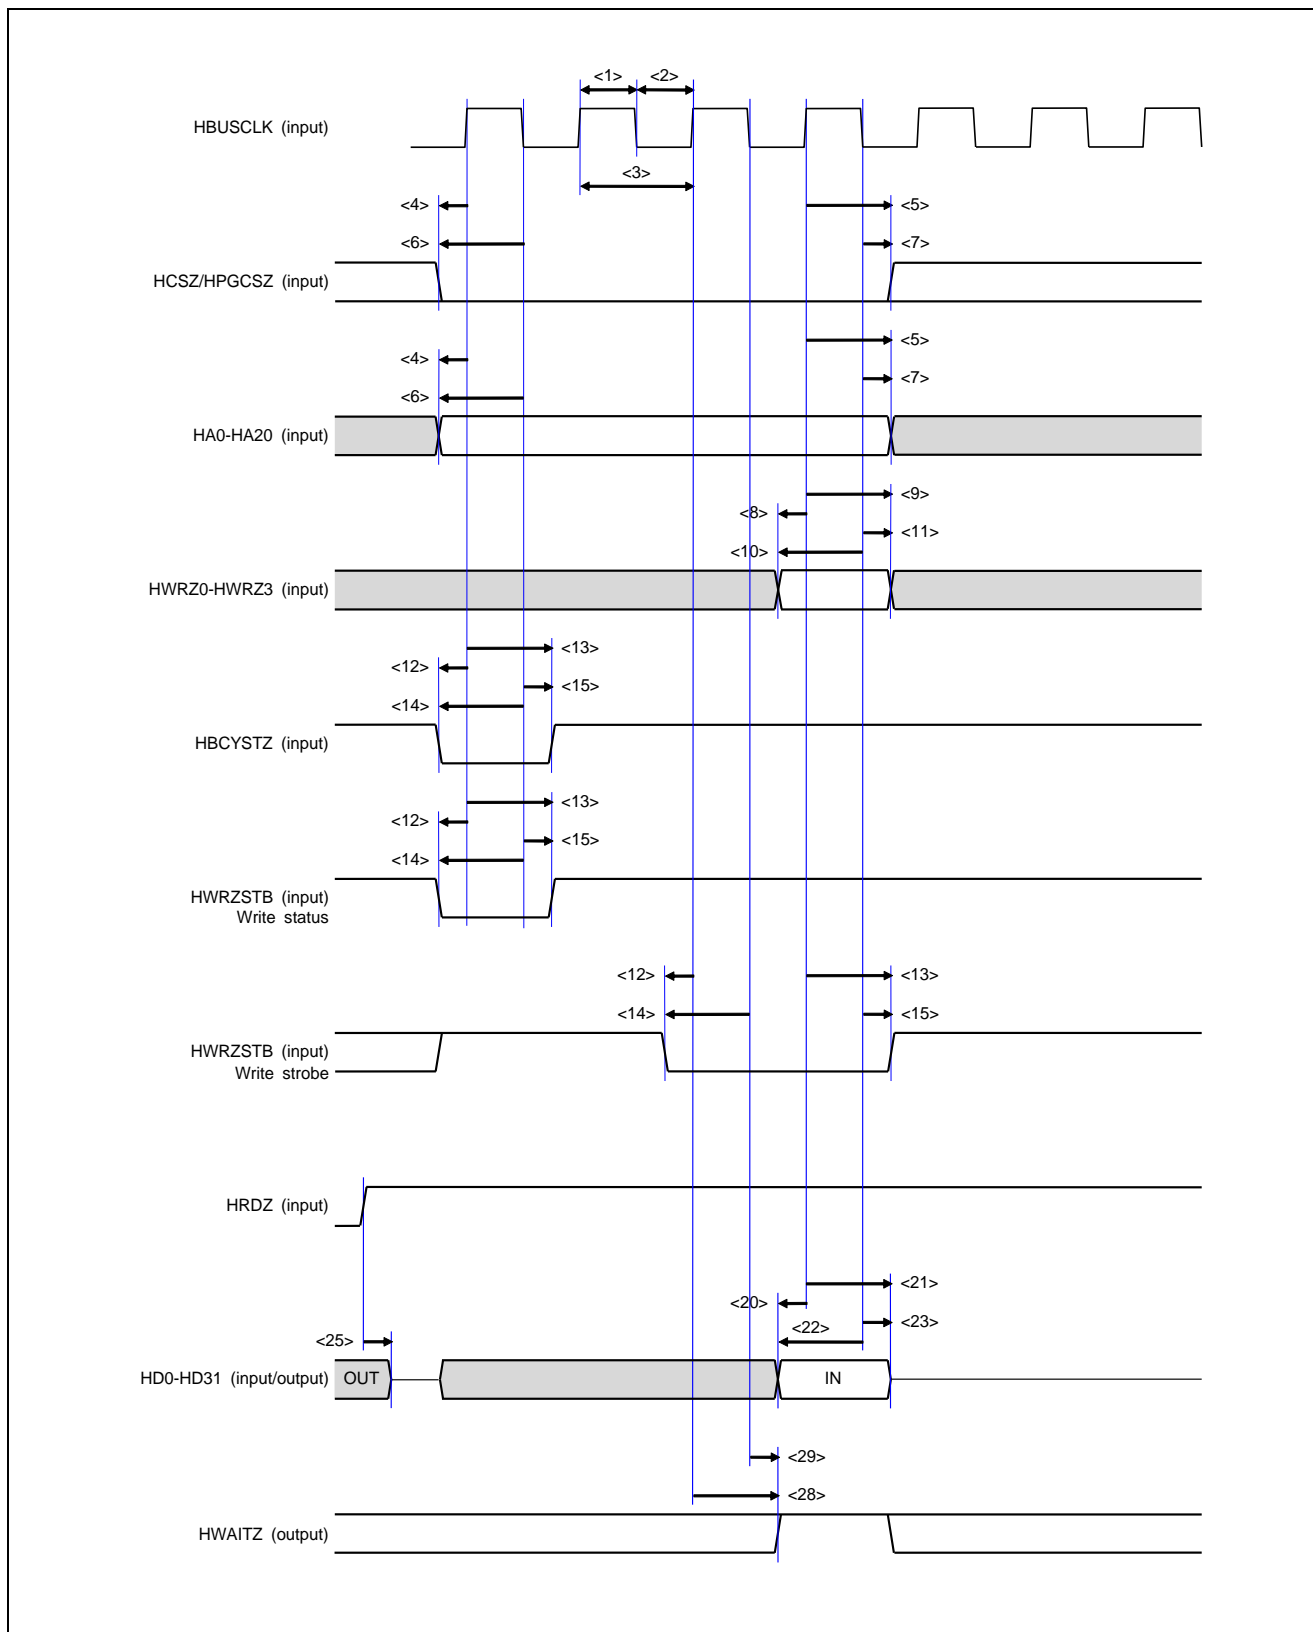 <1> <2>
HBUSCLK (input)
<3>
<4> <5>
<6> <7>
HCSZ/HPGCSZ (input)
<5>
<4>
<7>
<6>
HA0-HA20 (input)
<9>
<8>
<11>
<10>
HWRZ0-HWRZ3 (input)
<13>
<12>
<15>
<14>
HBCYSTZ (input)
<13>
<12>
<15>
<14>
HWRZSTB (input)
Write status
<12> <13>
<14> <15>
HWRZSTB (input)
Write strobe
HRDZ (input)
<21>
<20>
<23>
<25> <22>
HD0-HD31 (input/output) OUT IN
<29>
<28>
HWAITZ (output)